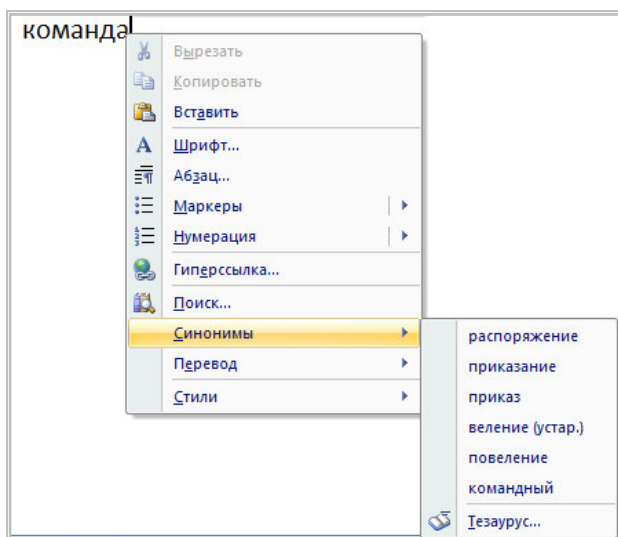 команда
Вырезать
Копировать
Вставить
Шрифт...
Абзац...
Маркеры
Нумерация
Гиперссылка...
Поиск...
Синонимы
Перевод
Стили
распоряжение
приказание
приказ
веление (устар.)
повеление
командный
Тезаурус...